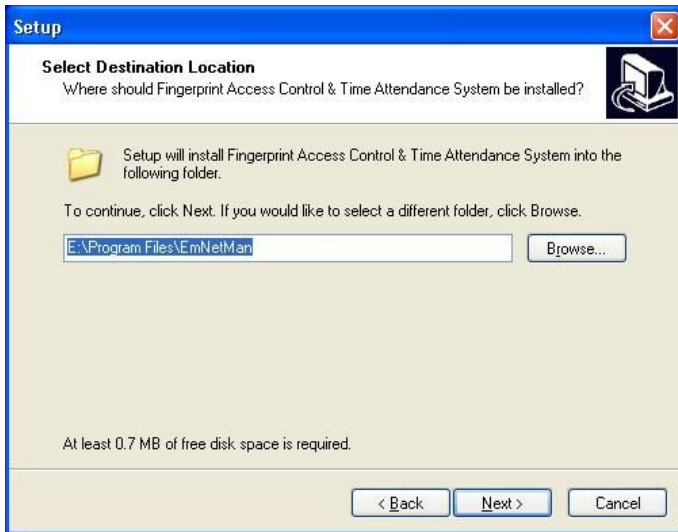 Setup
Select Destination Location
Where should Fingerprint Access Control & Time Attendance System be installed?
Setup will install Fingerprint Access Control & Time Attendance System into the
following folder.
To continue, click Next. If you would like to select a different folder, click Browse.
E:\Program Files\EmNetMan
Browse...
At least 0.7 MB of free disk space is required.
< Back
Next >
Cancel